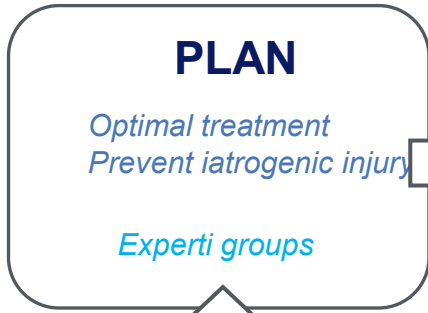 PLAN
Optimal treatment
Prevent iatrogenic injury
Experti groups